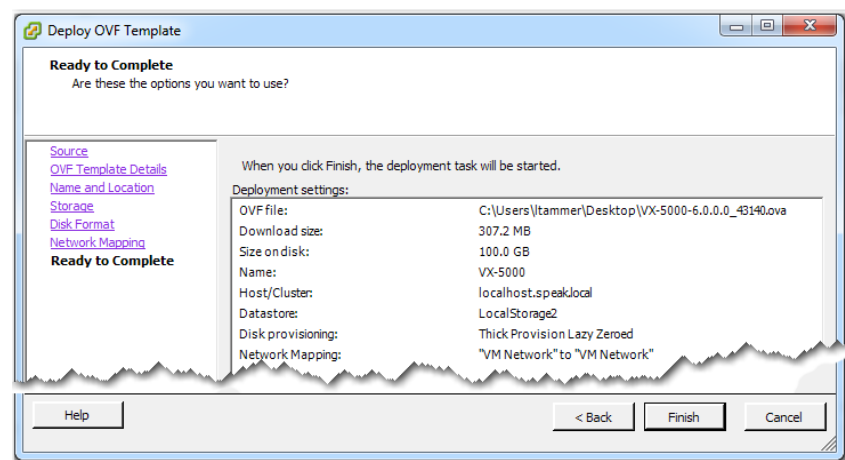 Deploy OVF Template
Ready to Complete
Are these the options you want to use?
Source
OVF Template Details
Name and Location
Storage
Disk Format
Network Mapping
Ready to Complete
When you click Finish, the deployment task will be started.
Deployment settings:
OVF file: C:\Users\ltammer\Desktop\VX-5000-6.0.0.0_43140.ova
Download size: 307.2 MB
Size on disk: 100.0 GB
Name: VX-5000
Host/Cluster: localhost.speak.local
Datastore: LocalStorage2
Disk provisioning: Thick Provision Lazy Zeroed
Network Mapping: "VM Network" to "VM Network"
Help < Back Finish Cancel